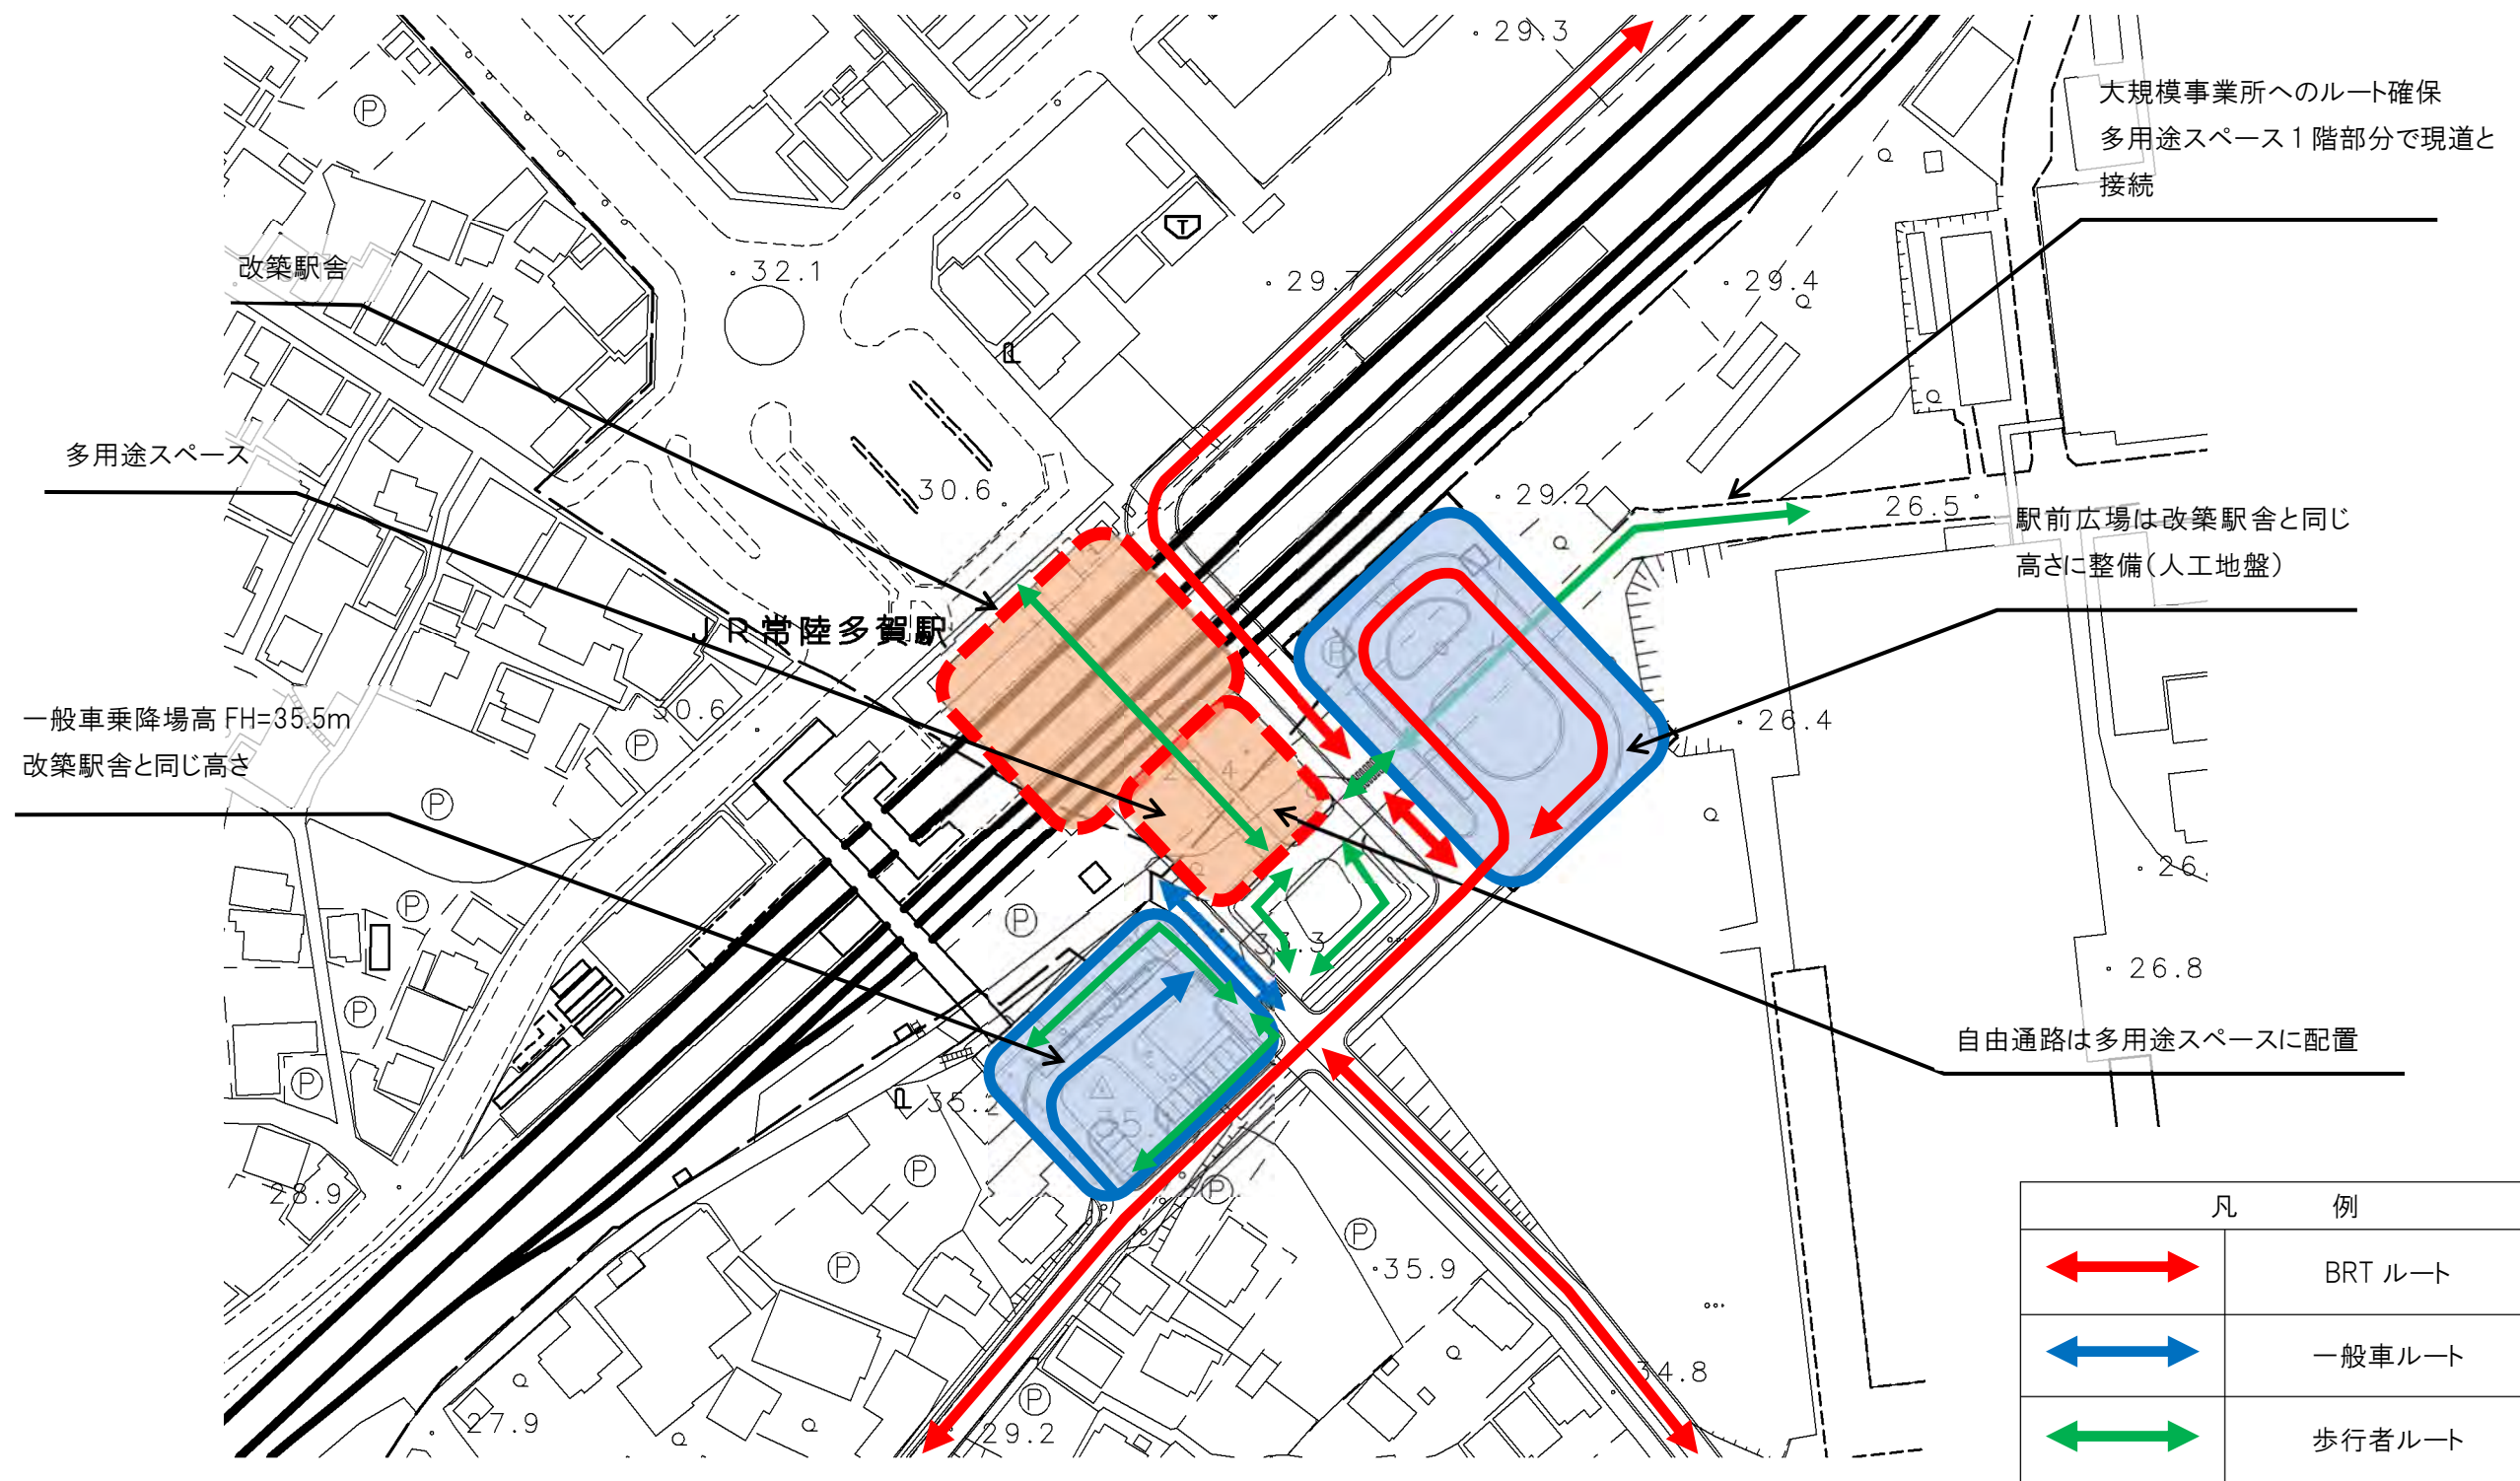 29.3
大規模事業所へのルート確保
多用途スペース1階部分で現道と
接続
P
T
改築駅舎
32.1
29.7
29.4
多用途スペース
30.6
29.2
26.5
駅前広場は改築駅舎と同じ
高さに整備(人工地盤)
JR常陸多賀駅
P
一般車乗降場高 FH=35.5m
改築駅舎と同じ高さ
30.6
P
26.4
P
26.
P
P
33.3
26.8
P
自由通路は多用途スペースに配置
P
35.2
28.9
P
P
凡 例
P
P
35.9
BRT ルート
一般車ルート
34.8
P
27.9
29.2
歩行者ルート